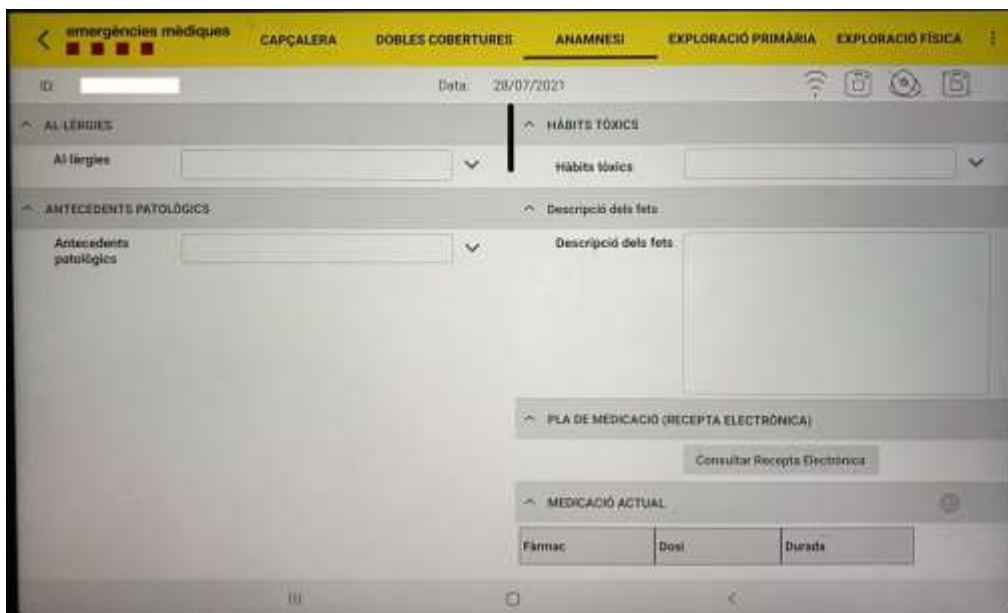 emergències mèdiques
CAPÇALERA
DOBLES COBERTURES
ANAMNESI
EXPLORACIÓ PRIMÀRIA
EXPLORACIÓ FÍSICA
ID:
Data: 28/07/2021
AL·LÈRGIES
Al·lèrgies
ANTECEDENTS PATOLÒGICS
Antecedents
patològics
HÀBITS TÒXICS
Hàbits tòxics
Descripció dels fets
Descripció dels fets
PLA DE MEDICACIÓ (RECEPTA ELECTRÒNICA)
Consultar Recepta Electrònica
MEDICACIÓ ACTUAL
Fàrmac
Dosi
Durada